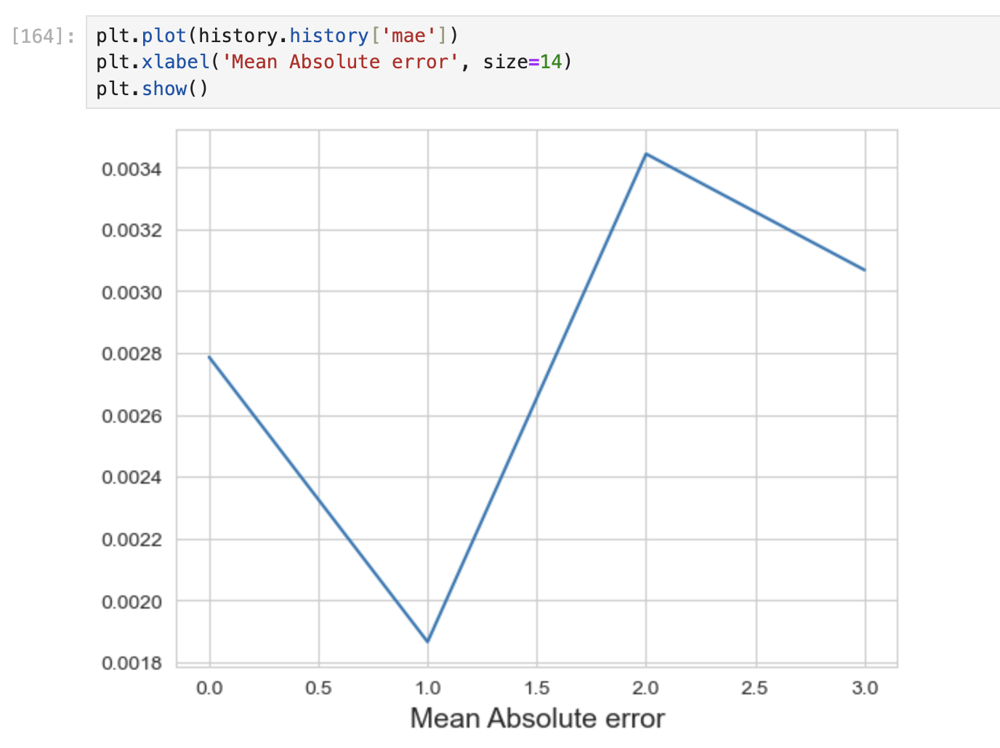 [164]: plt.plot(history.history['mae'])
plt.xlabel('Mean Absolute error', size=14)
plt.show()
0.0034
0.0032
0.0030
0.0028
0.0026
0.0024
0.0022
0.0020
0.0018
0.0 0.5 1.0 1.5 2.0 2.5 3.0
Mean Absolute error